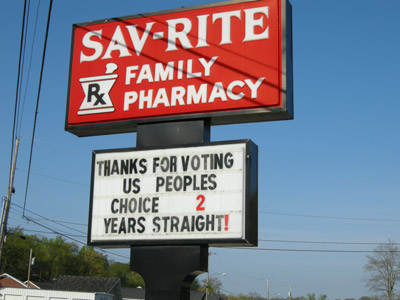 SAV-RITE
Rx FAMILY
PHARMACY
THANKS FOR VOTING
US PEOPLES
CHOICE 2
YEARS STRAIGHT!